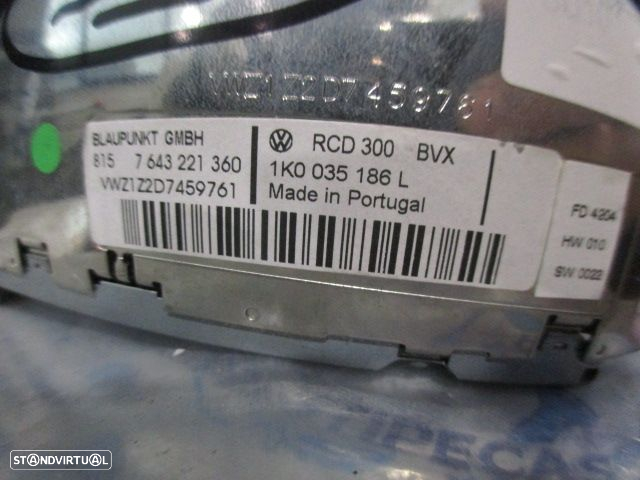 VWZ1Z2D7459761
BLAUPUNKT GMBH
815 7 643 221 360
VWZ1Z2D7459761
RCD 300 BVX
1K0 035 186 L
Made in Portugal
FD 4204
HW 010
SW 0022
PECAS
STANDVIRTUAL